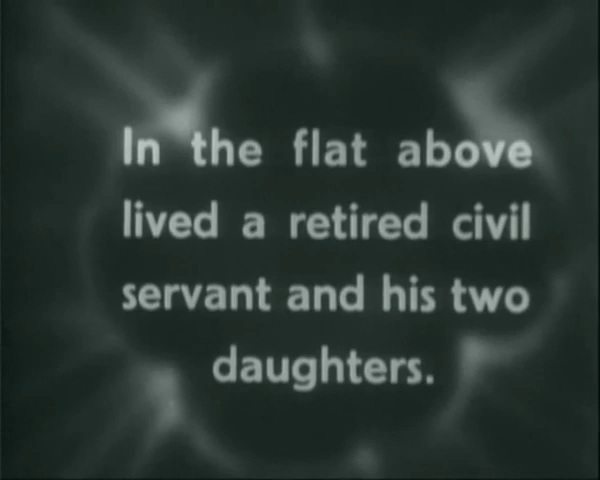 In the flat above
lived a retired civil
servant and his two
daughters.